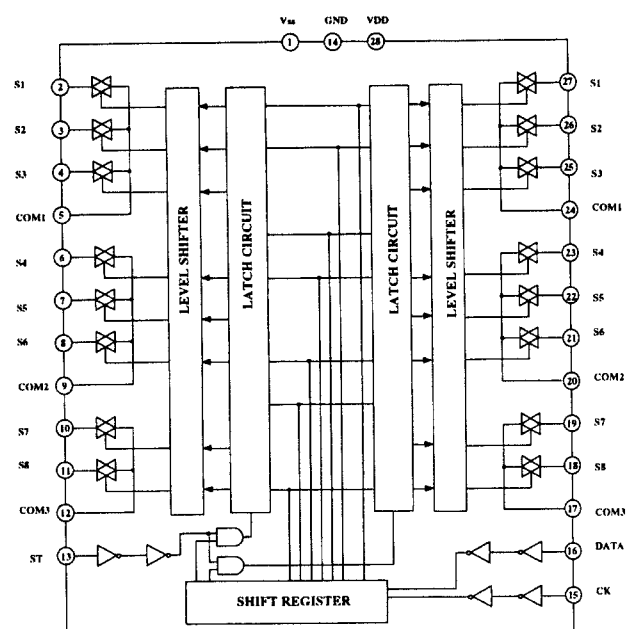 Vss GND VDD
1 14 28
S1 2 27 S1
S2 3 26 S2
S3 4 25 S3
COM1 5 24 COM1
S4 6 23 S4
S5 7 22 S5
S6 8 21 S6
COM2 9 20 COM2
S7 10 19 S7
S8 11 18 S8
COM3 12 17 COM3
ST 13 16 DATA
15 CK
LEVEL SHIFTER
LATCH CIRCUIT
LATCH CIRCUIT
LEVEL SHIFTER
SHIFT REGISTER